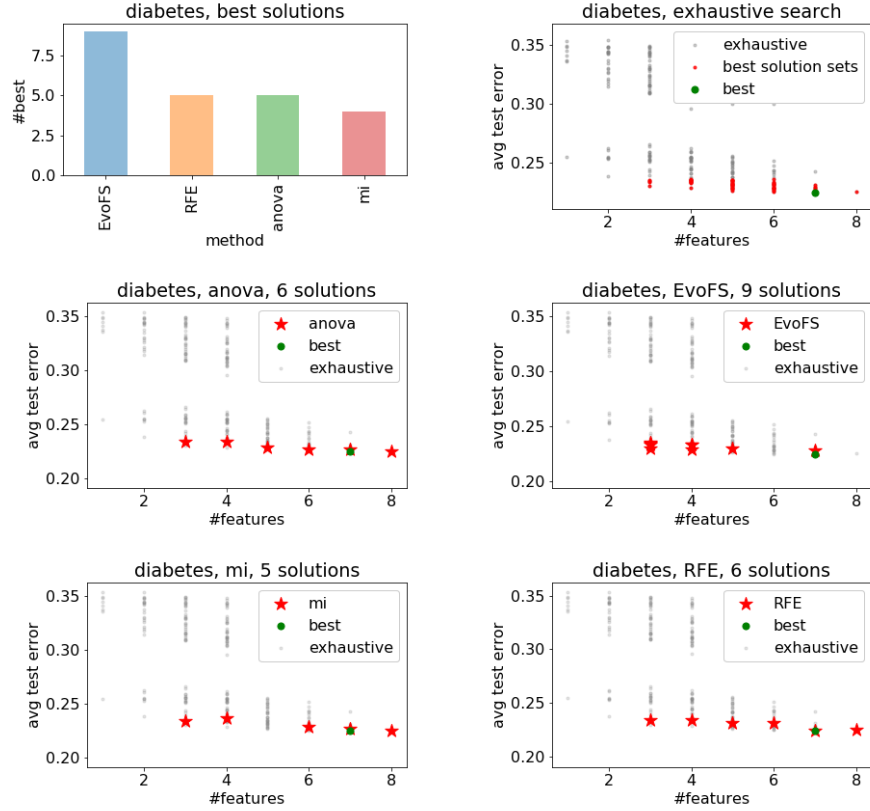 diabetes, best solutions
#best
7.5
5.0
2.5
0.0
EvoFS
RFE
anova
mi
method
diabetes, exhaustive search
avg test error
0.35
0.30
0.25
exhaustive
best solution sets
best
2 4 6 8
#features
diabetes, anova, 6 solutions
avg test error
0.35
0.30
0.25
0.20
anova
best
exhaustive
2 4 6 8
#features
diabetes, EvoFS, 9 solutions
avg test error
0.35
0.30
0.25
0.20
EvoFS
best
exhaustive
2 4 6 8
#features
diabetes, mi, 5 solutions
avg test error
0.35
0.30
0.25
0.20
mi
best
exhaustive
2 4 6 8
#features
diabetes, RFE, 6 solutions
avg test error
0.35
0.30
0.25
0.20
RFE
best
exhaustive
2 4 6 8
#features